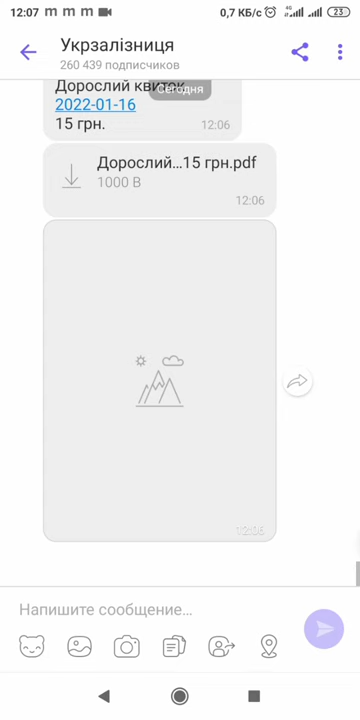 12:07 m m m 0,7 КБ/с 4G 23
Укрзалізниця
260 439 подписчиков
Дорослий квиток
Сегодня
2022-01-16
15 грн.
12:06
Дорослий...15 грн.pdf
1000 B
12:06
12:06
Напишите сообщение...